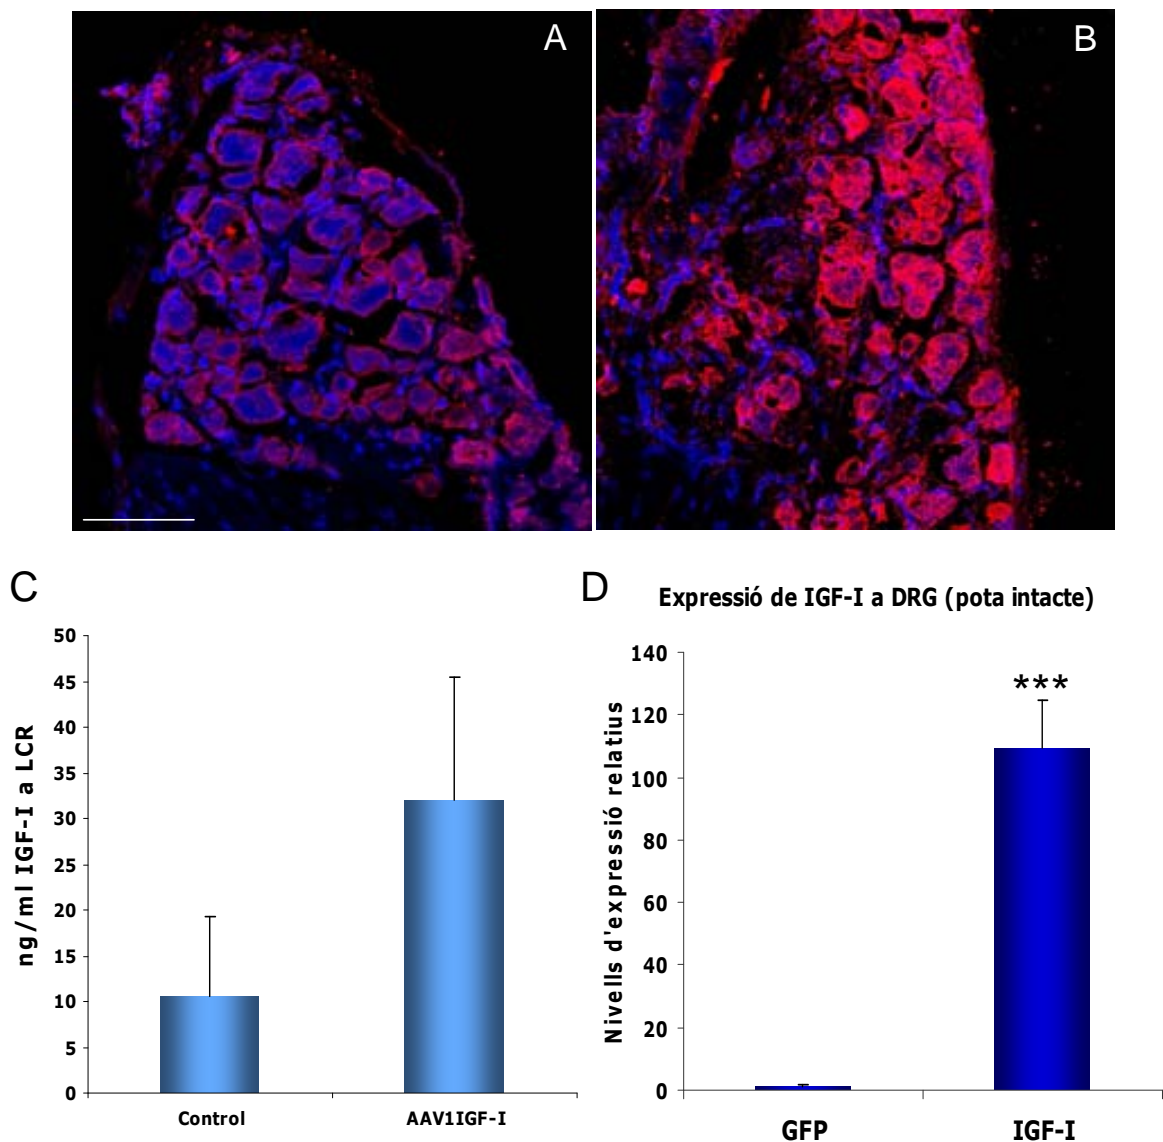 A
B
C
D
Expressió de IGF-I a DRG (pota intacte)
ng/ml IGF-I a LCR
50
45
40
35
30
25
20
15
10
5
0
Control
AAV1IGF-I
Nivells d'expressió relatius
140
120
100
80
60
40
20
0
***
GFP
IGF-I